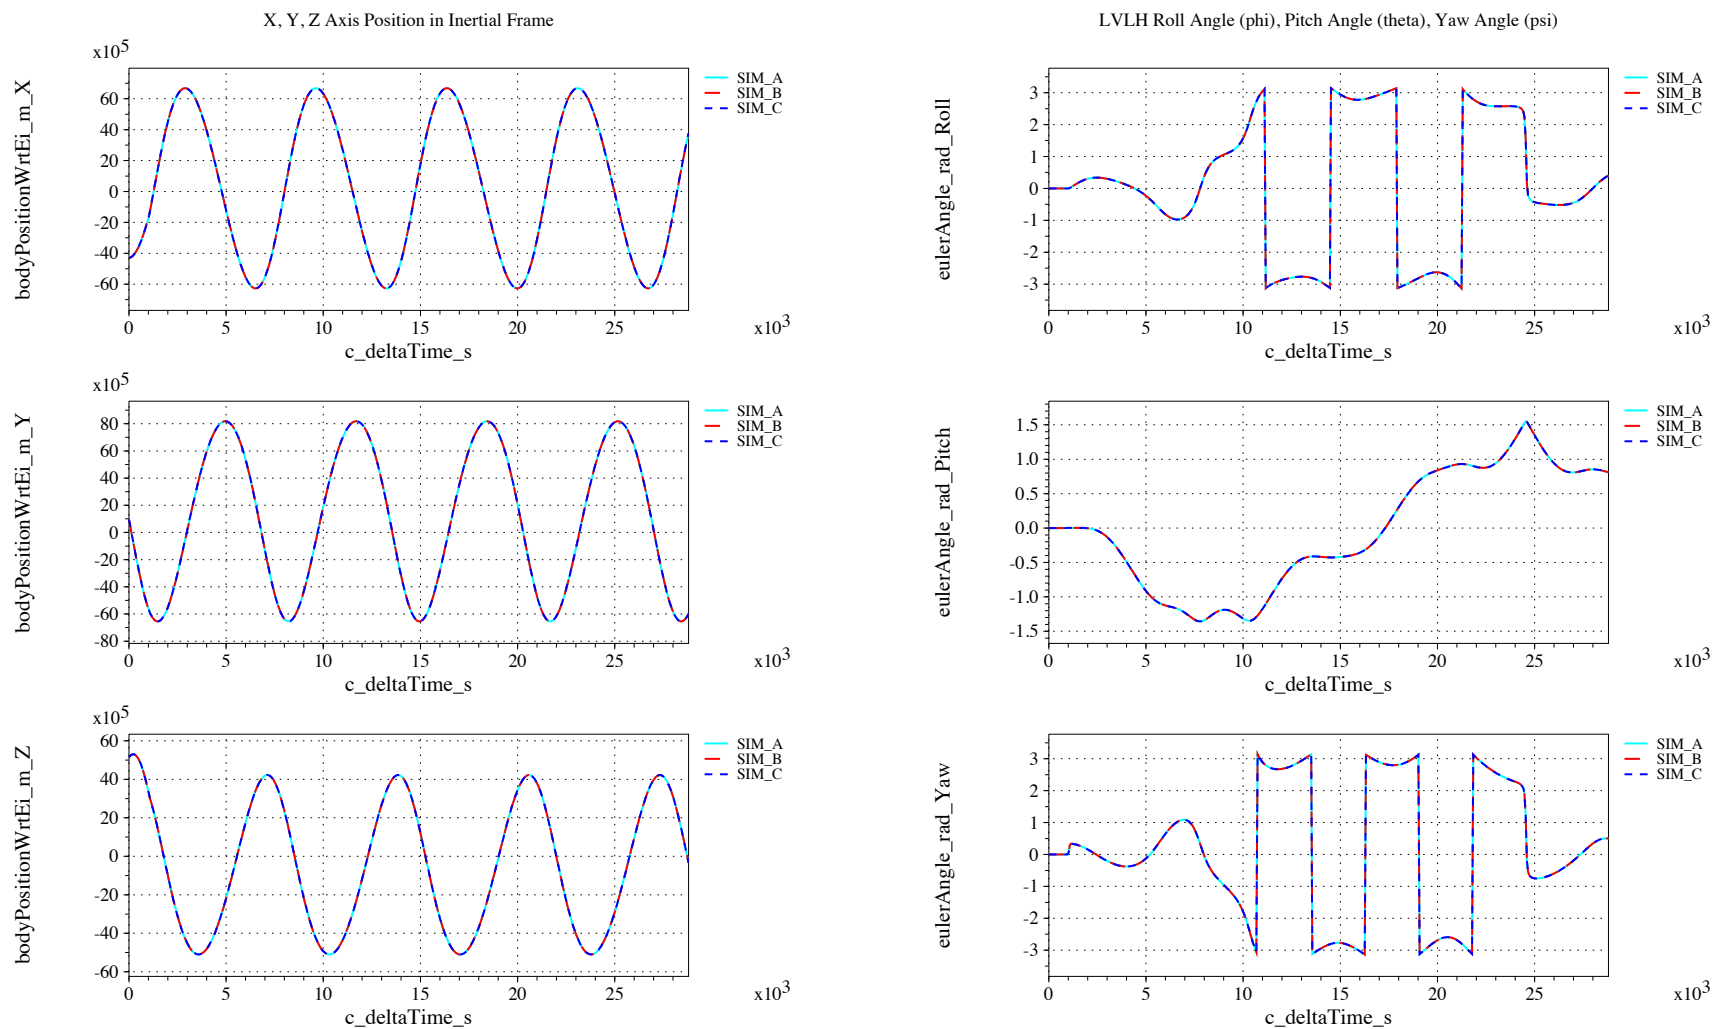 X, Y, Z Axis Position in Inertial Frame
x10^5
bodyPositionWrtEi_m_X
60
40
20
0
-20
-40
-60
0 5 10 15 20 25
x10^3
c_deltaTime_s
SIM_A
SIM_B
SIM_C
x10^5
bodyPositionWrtEi_m_Y
80
60
40
20
0
-20
-40
-60
-80
0 5 10 15 20 25
x10^3
c_deltaTime_s
SIM_A
SIM_B
SIM_C
x10^5
bodyPositionWrtEi_m_Z
60
40
20
0
-20
-40
-60
0 5 10 15 20 25
x10^3
c_deltaTime_s
SIM_A
SIM_B
SIM_C
LVLH Roll Angle (phi), Pitch Angle (theta), Yaw Angle (psi)
eulerAngle_rad_Roll
3
2
1
0
-1
-2
-3
0 5 10 15 20 25
x10^3
c_deltaTime_s
SIM_A
SIM_B
SIM_C
eulerAngle_rad_Pitch
1.5
1.0
0.5
0.0
-0.5
-1.0
-1.5
0 5 10 15 20 25
x10^3
c_deltaTime_s
SIM_A
SIM_B
SIM_C
eulerAngle_rad_Yaw
3
2
1
0
-1
-2
-3
0 5 10 15 20 25
x10^3
c_deltaTime_s
SIM_A
SIM_B
SIM_C